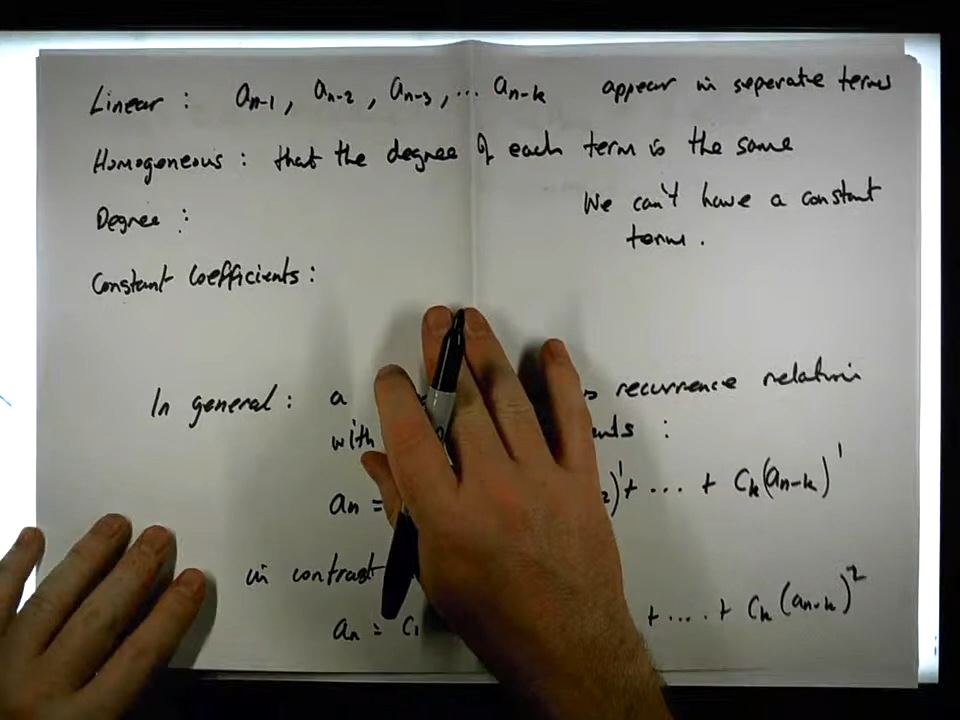 Linear : aₙ₋₁, aₙ₋₂, aₙ₋₃, ... aₙ₋ₖ appear in seperate terms
Homogeneous : that the degree of each term is the same
We can't have a constant
term.
Degree :
Constant Coefficients :
In general : a recurrence relation
with :
aₙ = )¹ + ... + Cₖ(aₙ₋ₖ)¹
in contrast
aₙ = C₁ + .... + Cₖ(aₙ₋ₖ)²